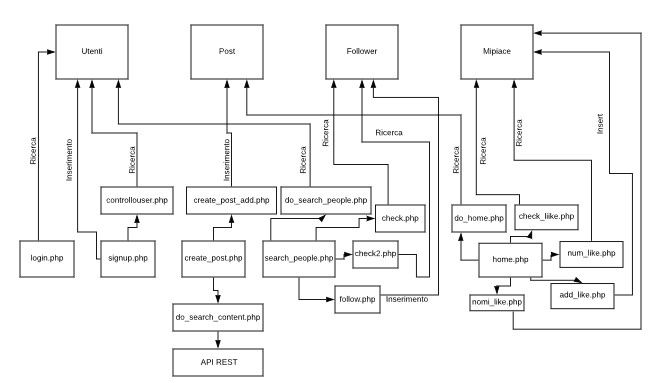 Utenti
Post
Follower
Mipiace
Ricerca
Inserimento
Ricerca
Inserimento
Ricerca
Ricerca
Ricerca
Ricerca
Ricerca
Ricerca
Insert
controllouser.php
create_post_add.php
do_search_people.php
check.php
do_home.php
check_liike.php
login.php
signup.php
create_post.php
search_people.php
check2.php
home.php
num_like.php
follow.php
Inserimento
nomi_like.php
add_like.php
do_search_content.php
API REST